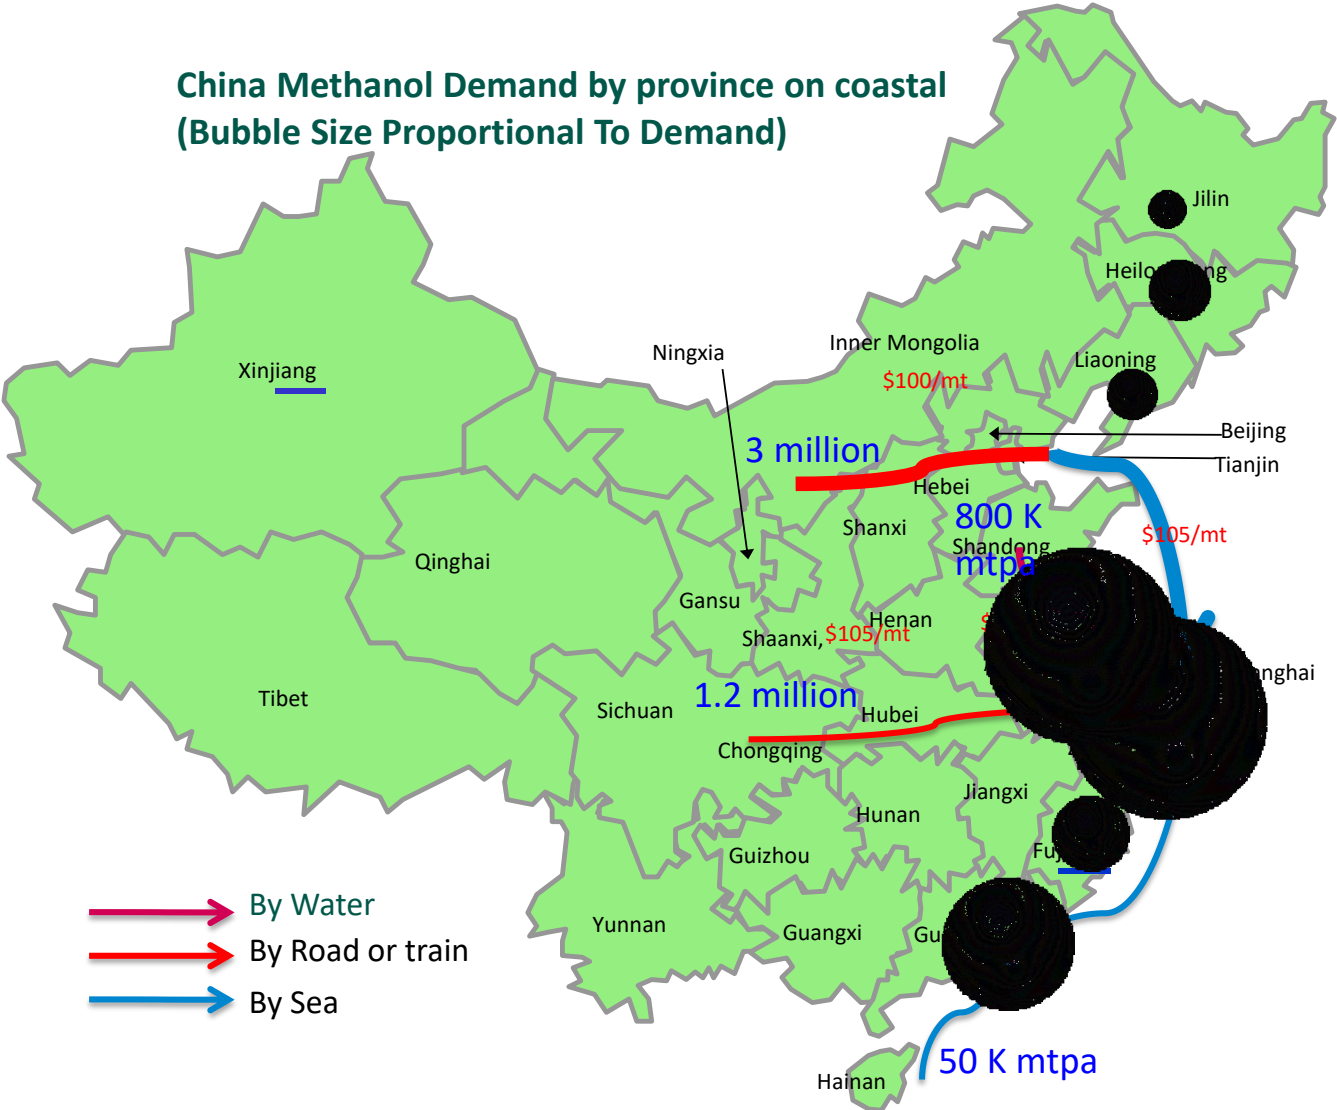 China Methanol Demand by province on coastal
(Bubble Size Proportional To Demand)
Jilin
Inner Mongolia
Ningxia
Liaoning
Xinjiang
$100/mt
Beijing
3 million
Tianjin
Hebei
800 K
Shanxi
$105/mt
Shandong
Qinghai
mtpa
Gansu
Henan
Shaanxi, $105/mt
Tibet
1.2 million
Sichuan
Hubei
Chongqing
Jiangxi
Hunan
Guizhou
By Water
Yunnan
Guangxi
By Road or train
By Sea
50 K mtpa
Hainan